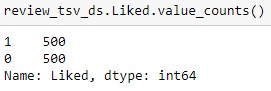 review_tsv_ds.Liked.value_counts()
1    500
0    500
Name: Liked, dtype: int64